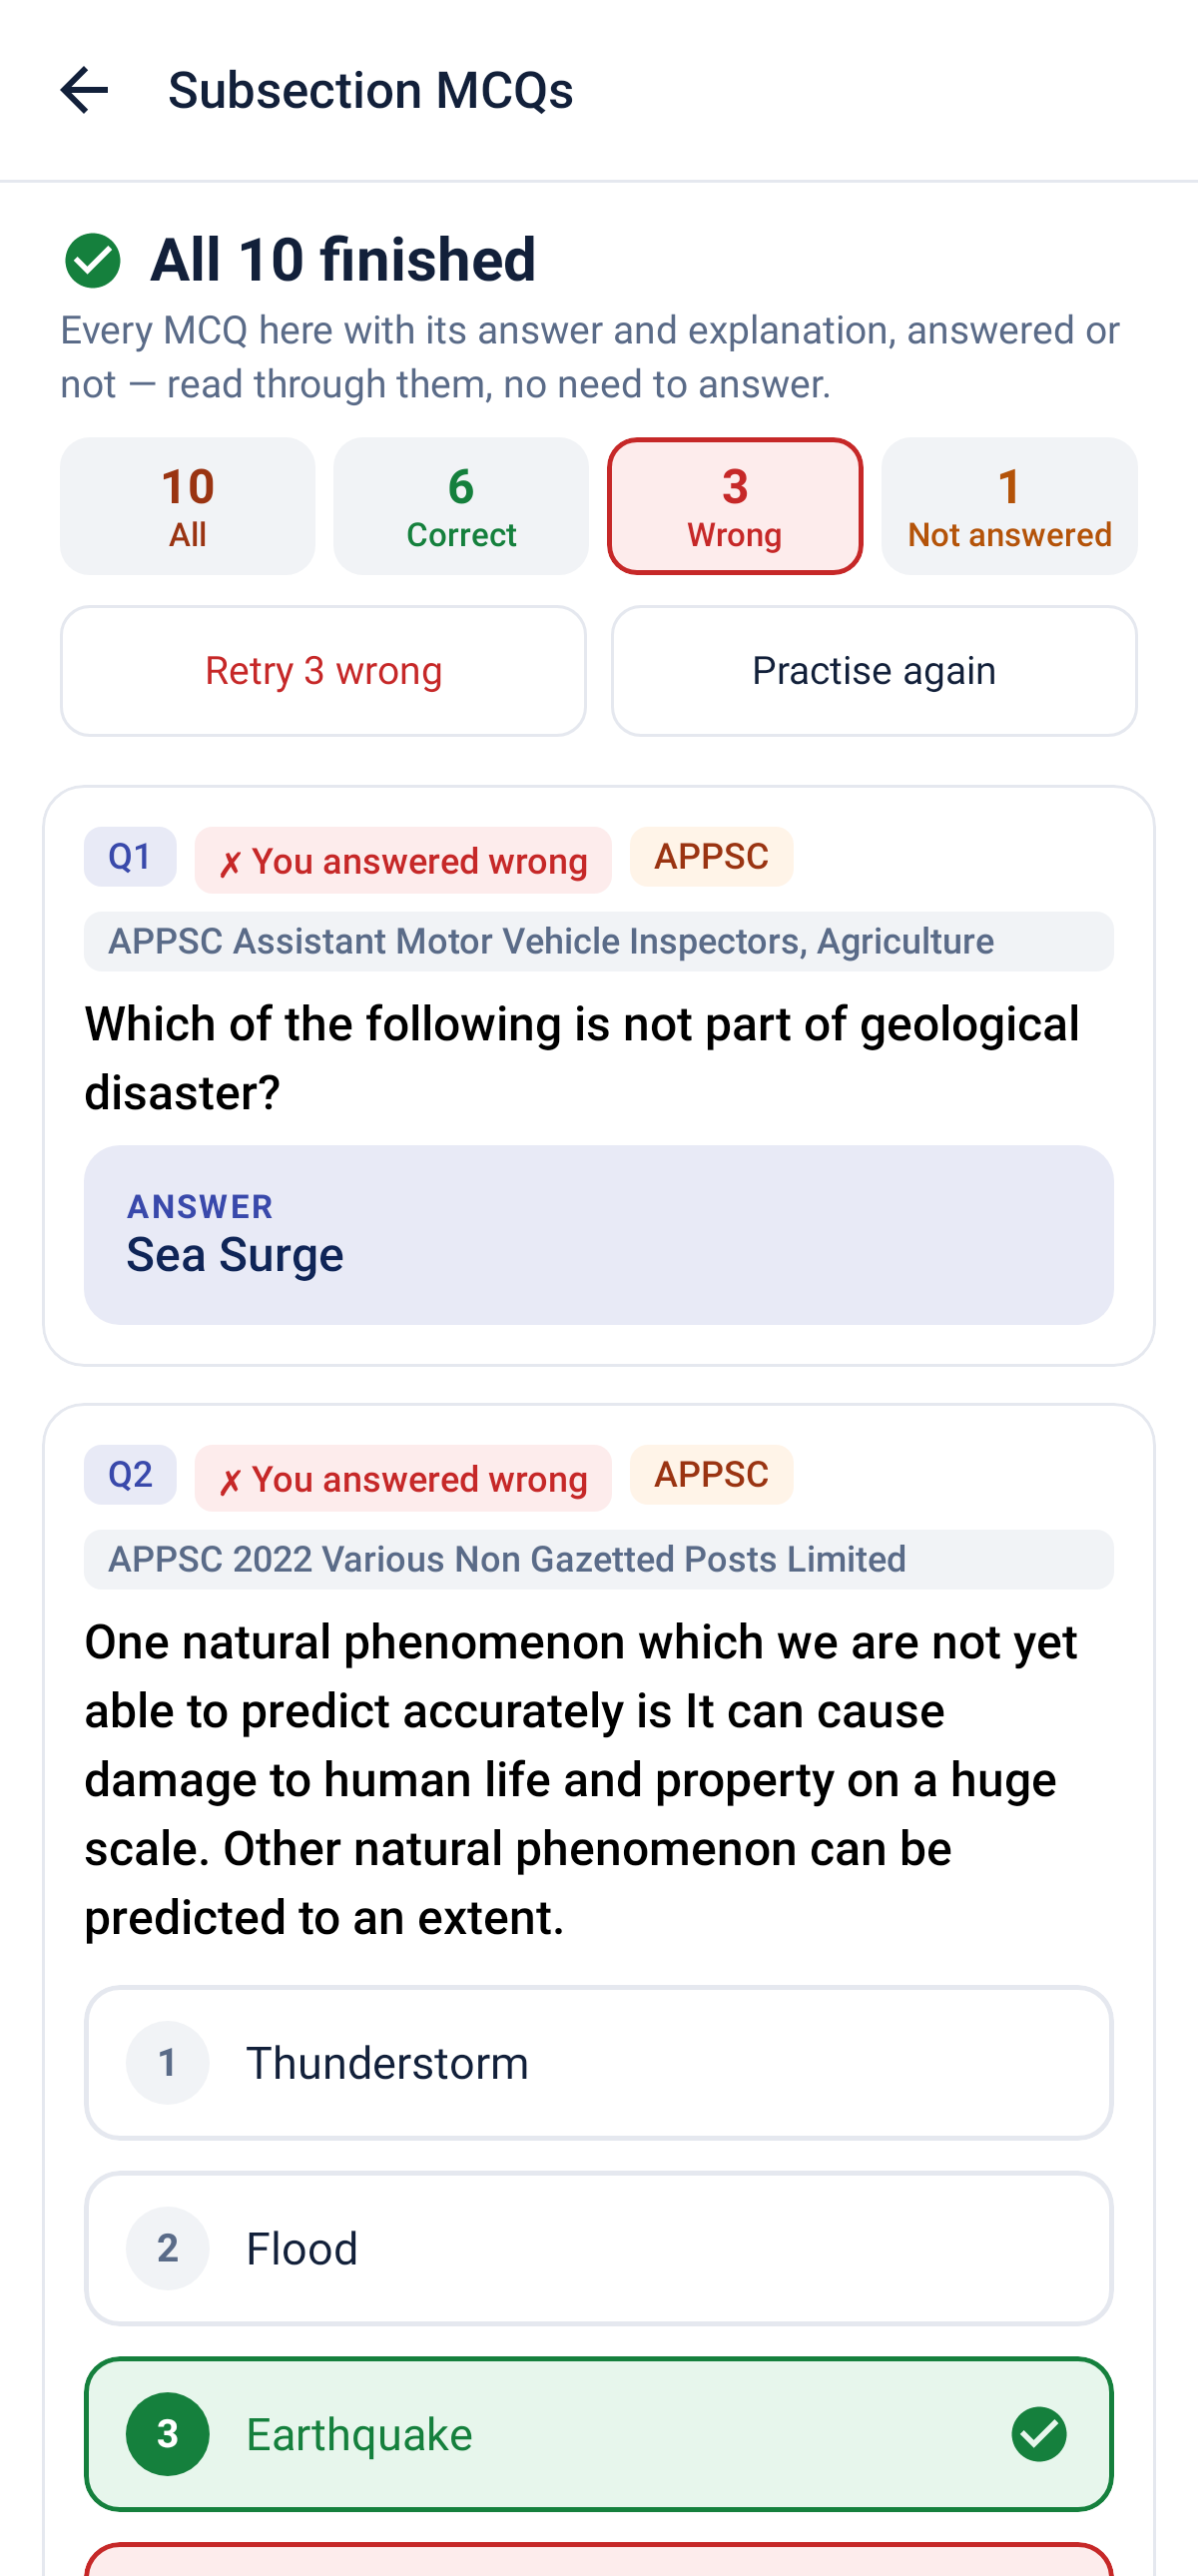 Subsection MCQs
All 10 finished
Every MCQ here with its answer and explanation, answered or
not — read through them, no need to answer.
10
All
6
Correct
3
Wrong
1
Not answered
Retry 3 wrong
Practise again
Q1
✗ You answered wrong
APPSC
APPSC Assistant Motor Vehicle Inspectors, Agriculture
Which of the following is not part of geological
disaster?
ANSWER
Sea Surge
Q2
✗ You answered wrong
APPSC
APPSC 2022 Various Non Gazetted Posts Limited
One natural phenomenon which we are not yet
able to predict accurately is It can cause
damage to human life and property on a huge
scale. Other natural phenomenon can be
predicted to an extent.
1 Thunderstorm
2 Flood
3 Earthquake